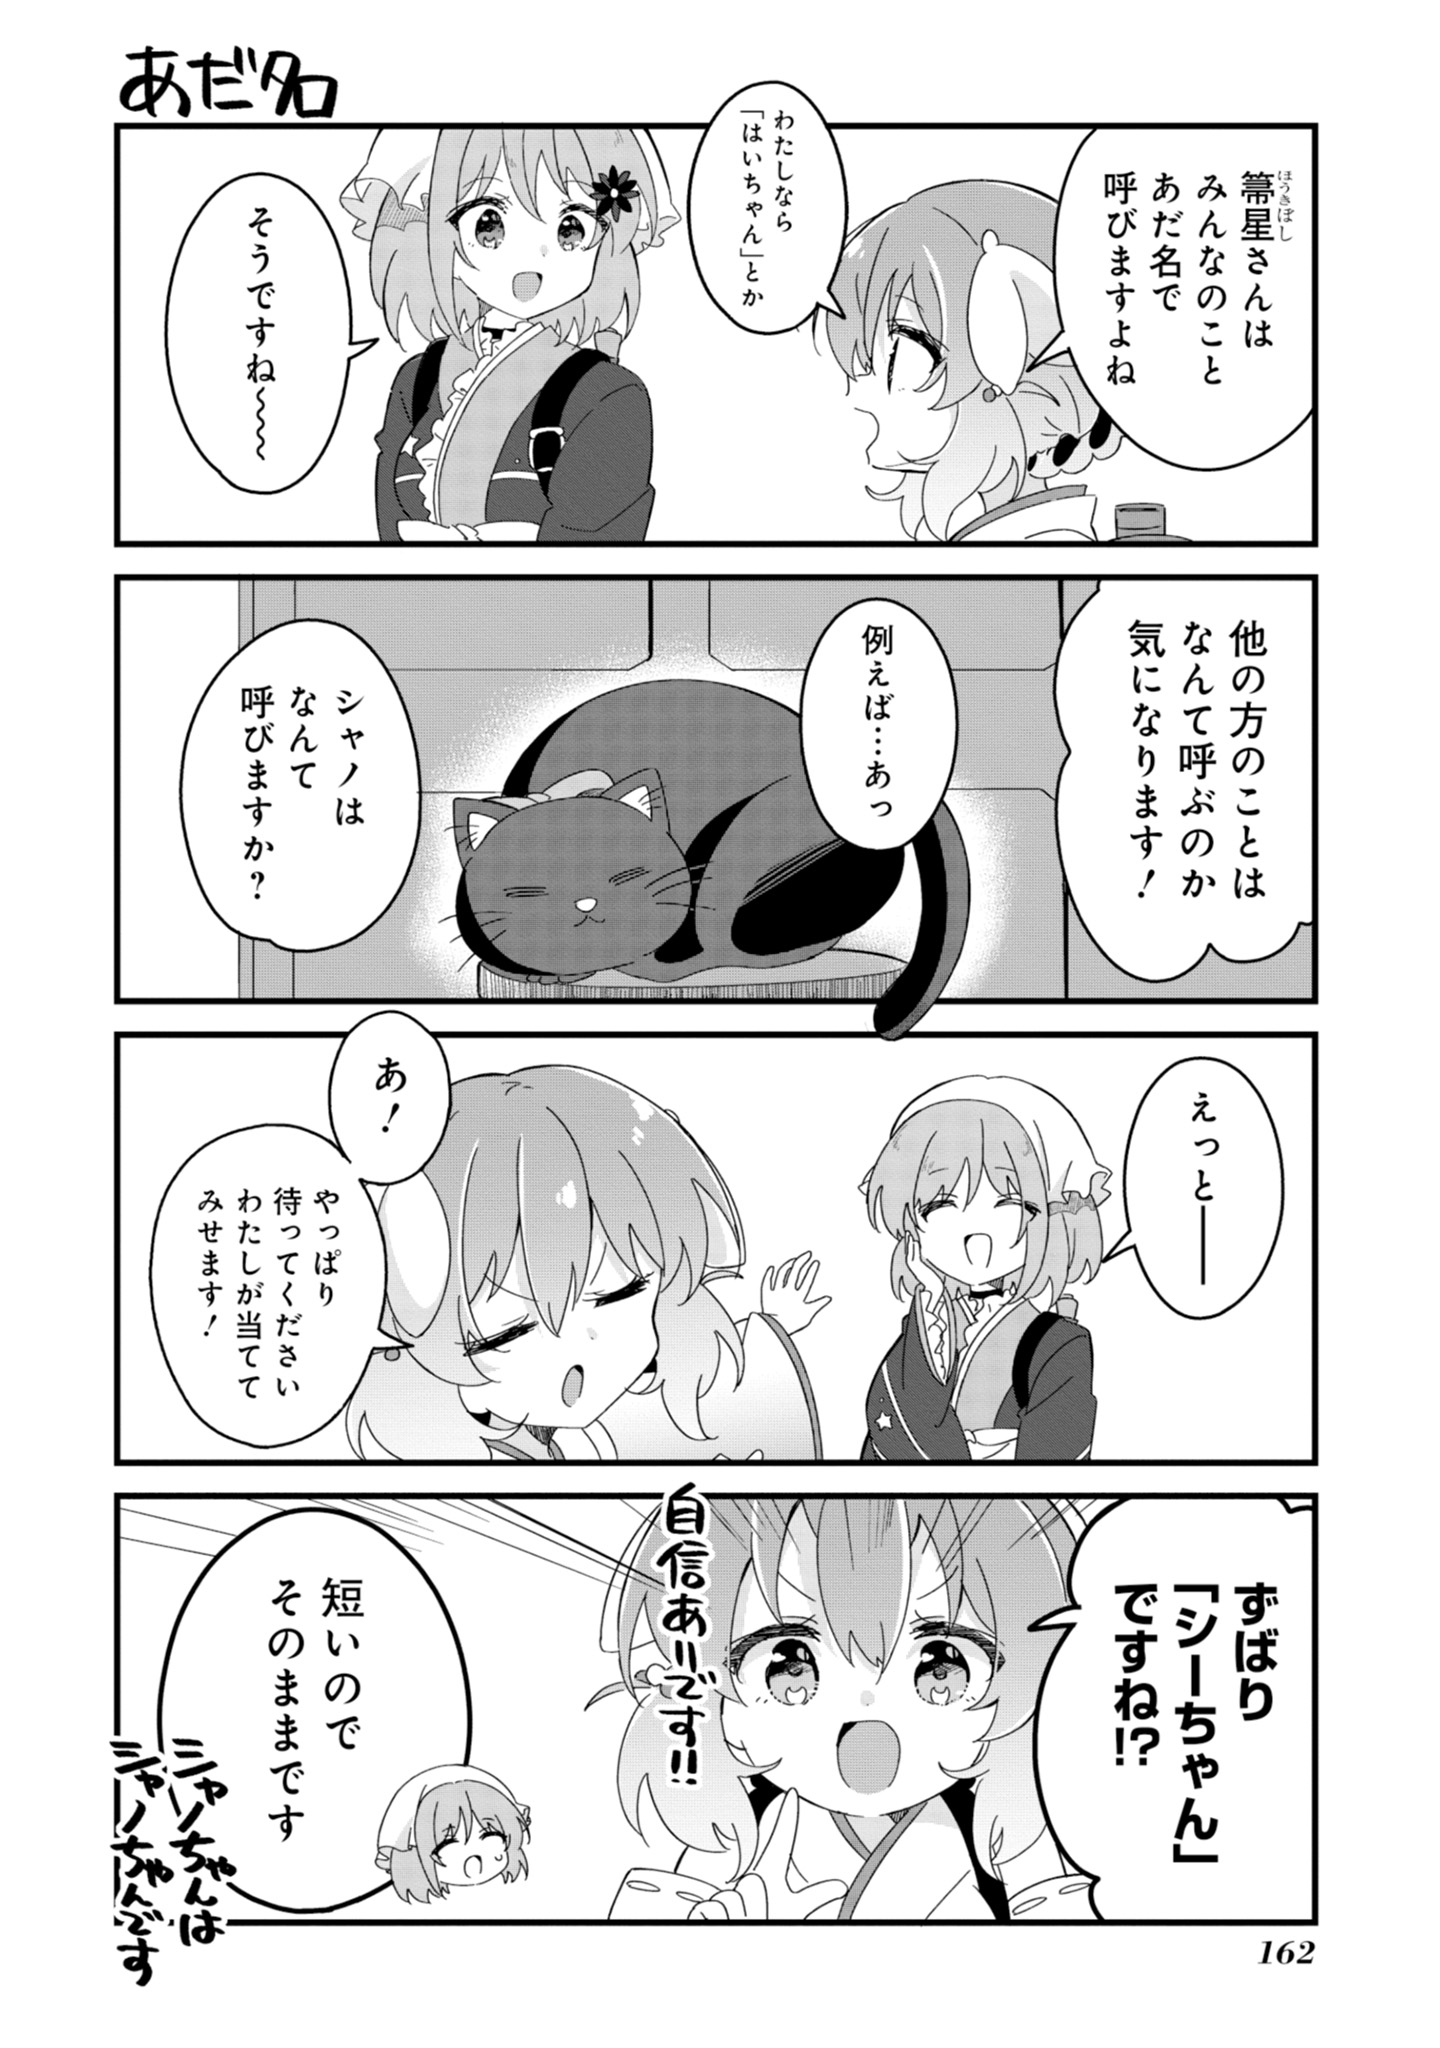 あだ名
箒星さんは
ほうきぼし
みんなのこと
あだ名で
呼びますよね
わたしなら
「はいちゃん」とか
そうですね〜〜〜
他の方のことは
なんて呼ぶのか
気になります！
例えば…あっ
シャノは
なんて
呼びますか？
えっと――
あ！
やっぱり
待ってください
わたしが当てて
みせます！
ずばり
「シーちゃん」
ですね!?
自信ありです!!
短いので
そのままです
シャノちゃんは
シャノちゃんです
162